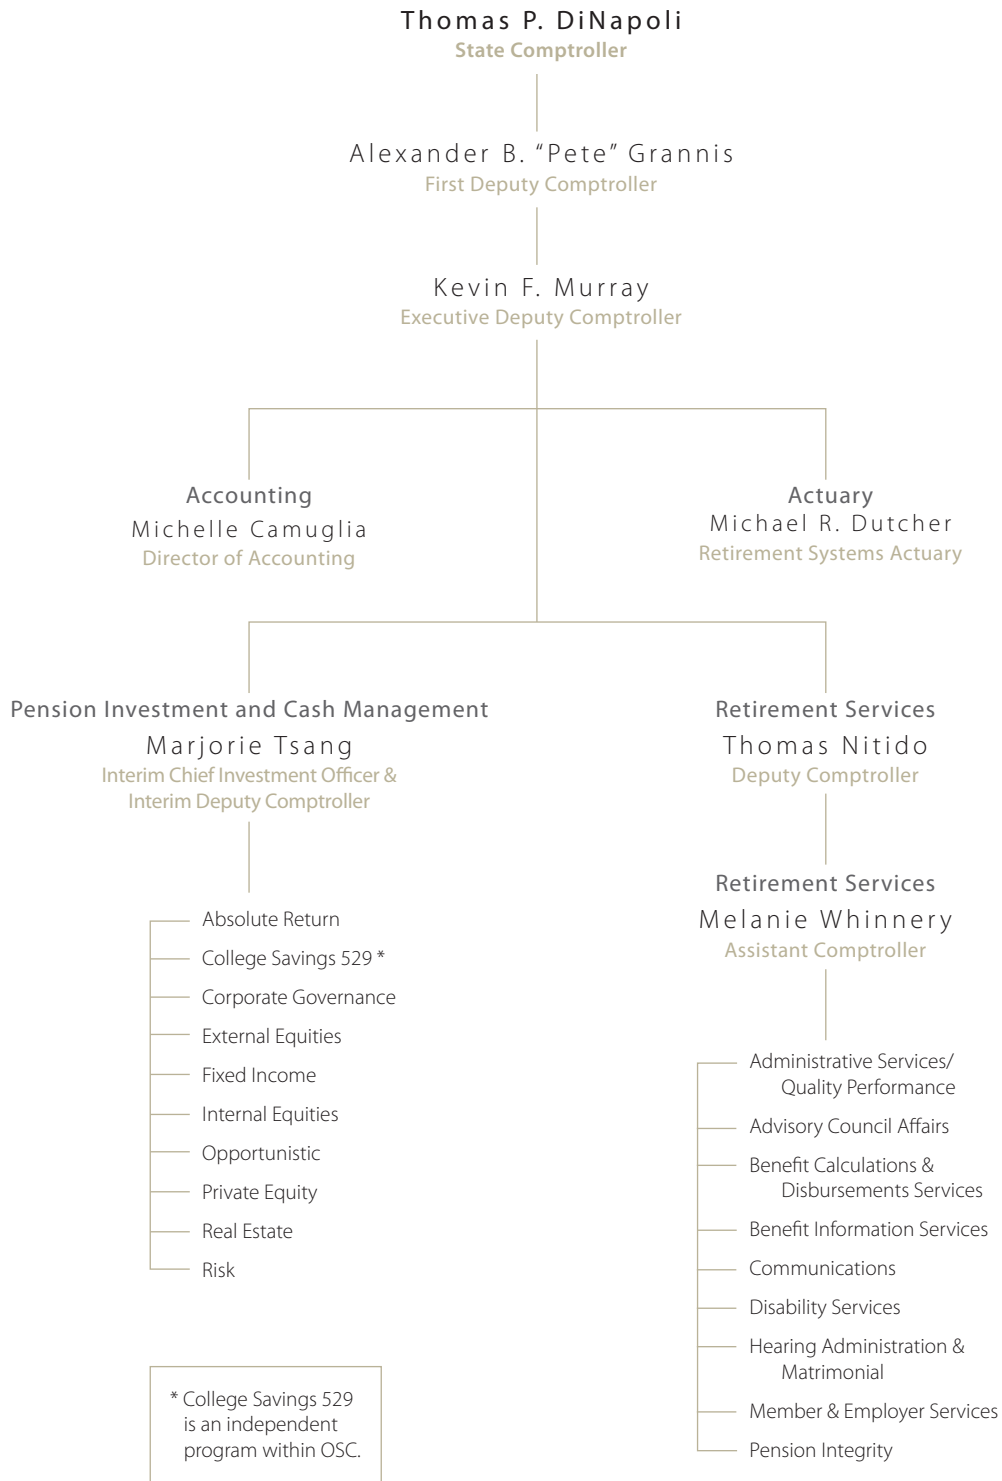 Thomas P. DiNapoli
State Comptroller
Alexander B. “Pete” Grannis
First Deputy Comptroller
Kevin F. Murray
Executive Deputy Comptroller
Accounting
Michelle Camuglia
Director of Accounting
Actuary
Michael R. Dutcher
Retirement Systems Actuary
Pension Investment and Cash Management
Marjorie Tsang
Interim Chief Investment Officer &
Interim Deputy Comptroller
Absolute Return
College Savings 529 *
Corporate Governance
External Equities
Fixed Income
Internal Equities
Opportunistic
Private Equity
Real Estate
Risk
* College Savings 529
is an independent
program within OSC.
Retirement Services
Thomas Nitido
Deputy Comptroller
Retirement Services
Melanie Whinnery
Assistant Comptroller
Administrative Services/
Quality Performance
Advisory Council Affairs
Benefit Calculations &
Disbursements Services
Benefit Information Services
Communications
Disability Services
Hearing Administration &
Matrimonial
Member & Employer Services
Pension Integrity